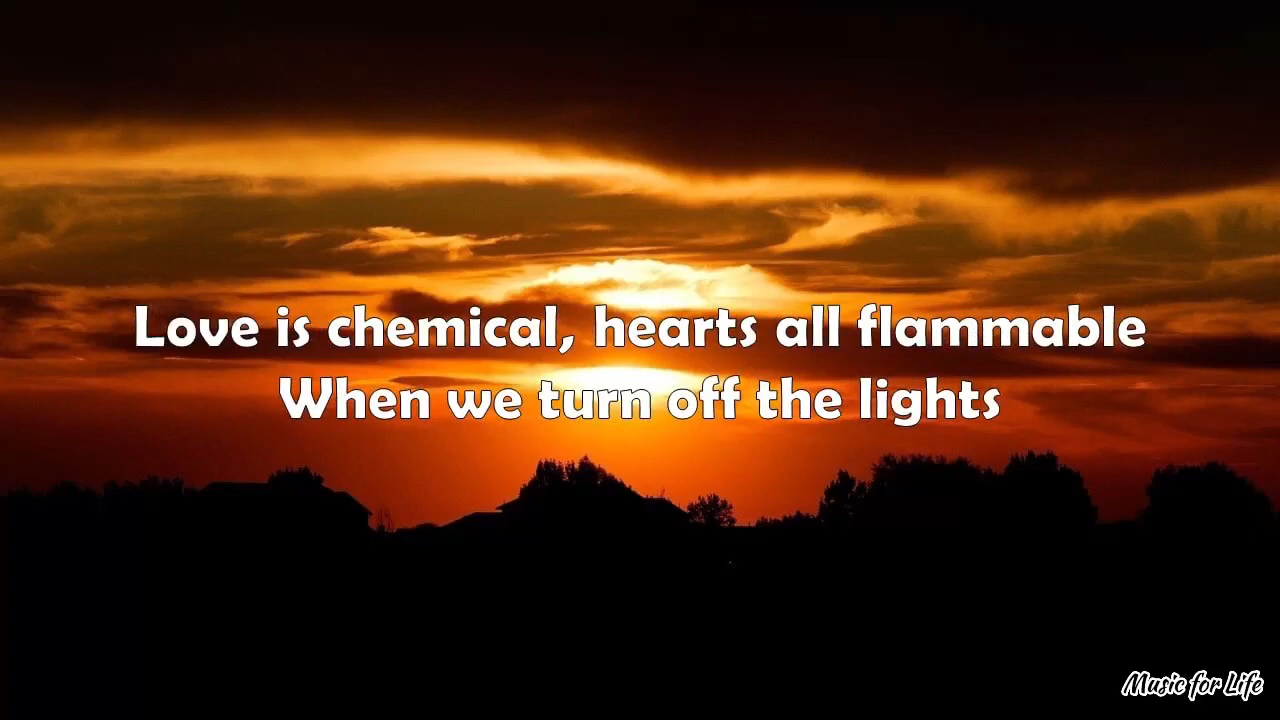 Love is chemical, hearts all flammable
When we turn off the lights
Music for Life